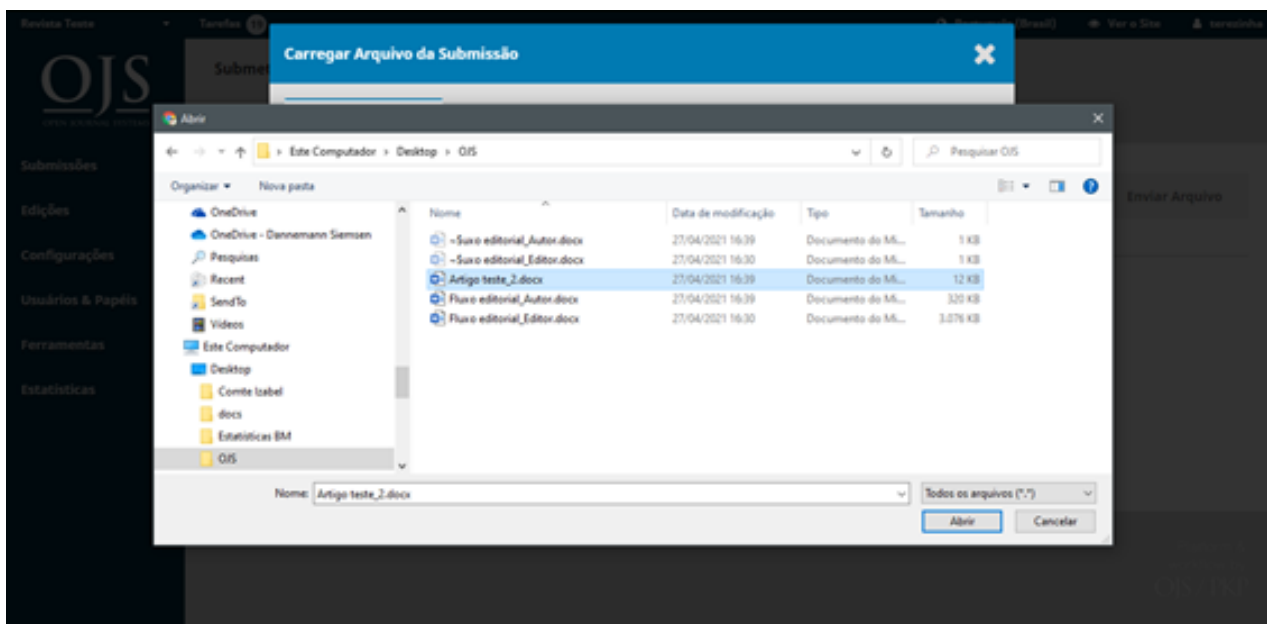 Revista Teste Tarefas 19 (Brasil) Ver o Site terezinha
Carregar Arquivo da Submissão
OJS
OPEN JOURNAL SYSTEMS
Submet
Abrir
Este Computador Desktop OJS Pesquisar OJS
Organizar Nova pasta
Submissões
Edições
Configurações
Usuários & Papéis
Ferramentas
Estatísticas
OneDrive
OneDrive - Dannemann Siemsen
Pesquisas
Recent
SendTo
Vídeos
Este Computador
Desktop
Comte Izabel
docs
Estatísticas BM
OJS
Nome Data de modificação Tipo Tamanho
~$uxo editorial_Autor.docx 27/04/2021 16:39 Documento do Mi... 1 KB
~$uxo editorial_Editor.docx 27/04/2021 16:30 Documento do Mi... 1 KB
Artigo teste_2.docx 27/04/2021 16:39 Documento do Mi... 12 KB
Fluxo editorial_Autor.docx 27/04/2021 16:39 Documento do Mi... 320 KB
Fluxo editorial_Editor.docx 27/04/2021 16:30 Documento do Mi... 3.076 KB
Enviar Arquivo
Nome: Artigo teste_2.docx Todos os arquivos (*.*)
Abrir Cancelar